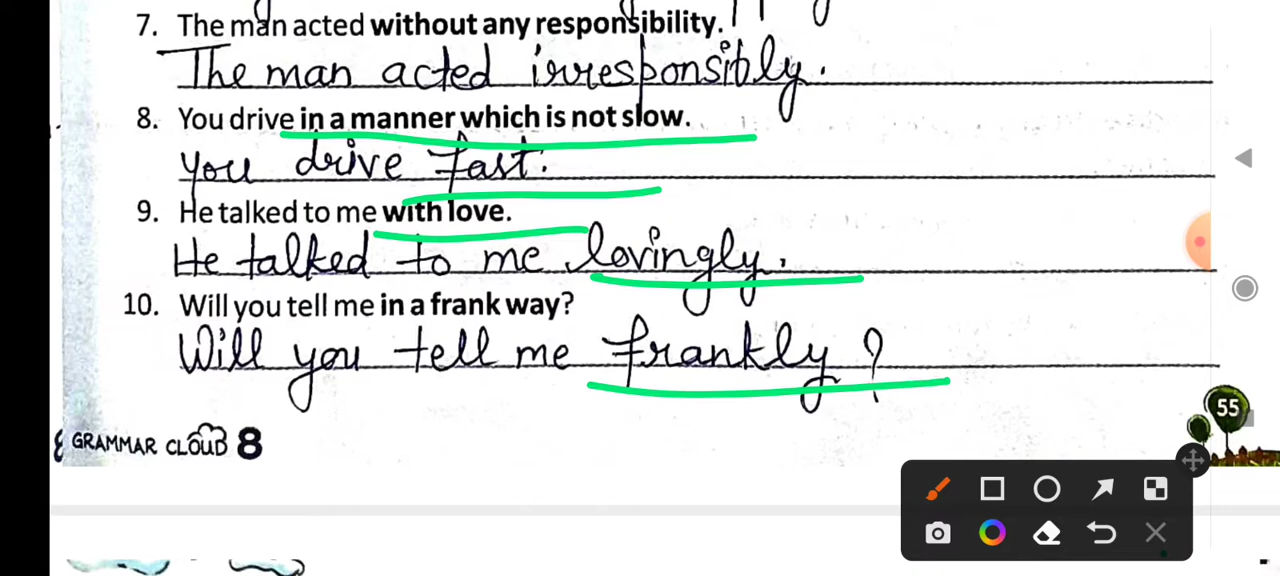 7. The man acted without any responsibility.
The man acted irresponsibly.
8. You drive in a manner which is not slow.
You drive fast.
9. He talked to me with love.
He talked to me lovingly.
10. Will you tell me in a frank way?
Will you tell me frankly?
55
GRAMMAR CLOUD 8